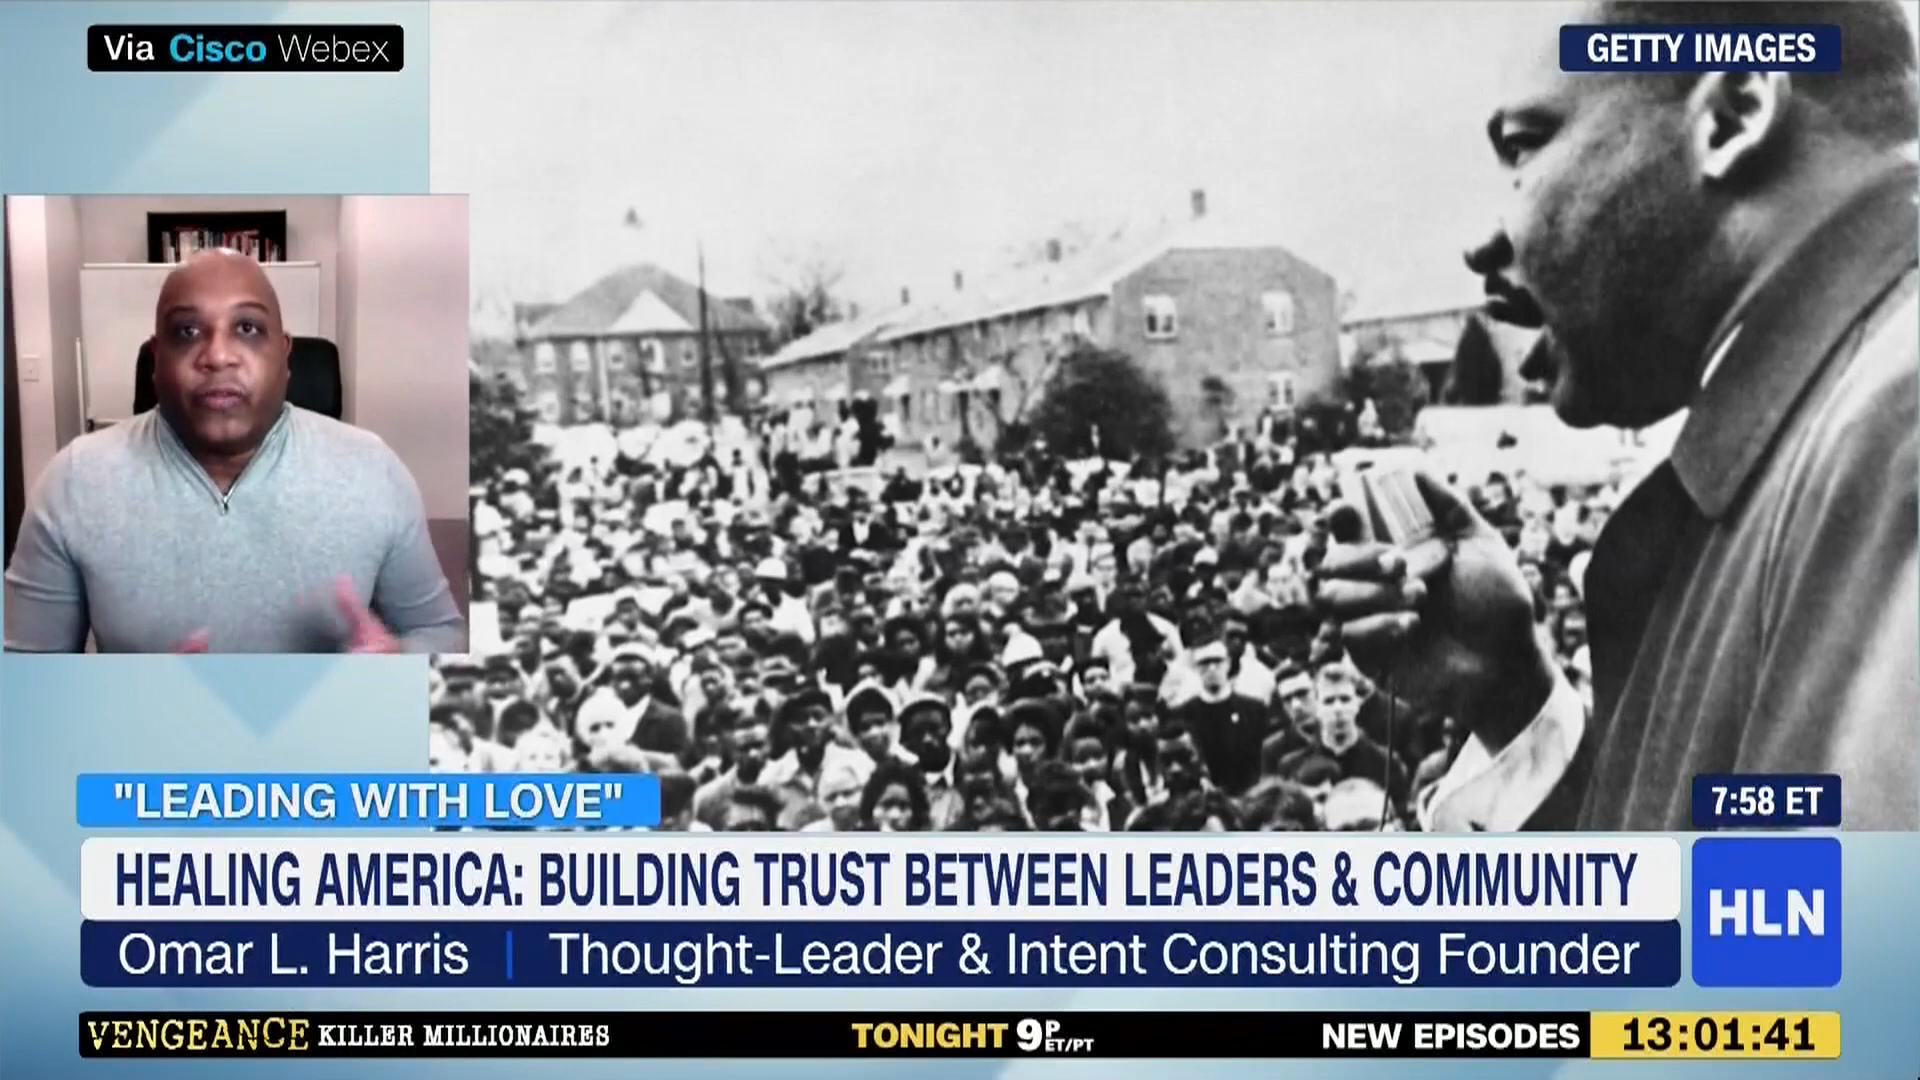 Via Cisco Webex
GETTY IMAGES
"LEADING WITH LOVE"
7:58 ET
HEALING AMERICA: BUILDING TRUST BETWEEN LEADERS & COMMUNITY
HLN
Omar L. Harris | Thought-Leader & Intent Consulting Founder
VENGEANCE KILLER MILLIONAIRES TONIGHT 9P ET/PT NEW EPISODES 13:01:41